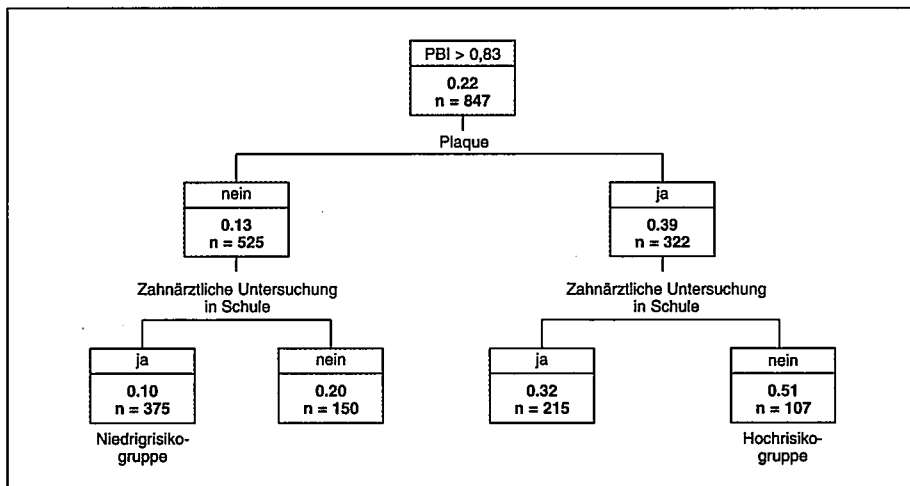 PBI > 0,83
0.22
n = 847
Plaque
nein
0.13
n = 525
ja
0.39
n = 322
Zahnärztliche Untersuchung
in Schule
Zahnärztliche Untersuchung
in Schule
ja
0.10
n = 375
Niedrigrisiko-
gruppe
nein
0.20
n = 150
ja
0.32
n = 215
nein
0.51
n = 107
Hochrisiko-
gruppe